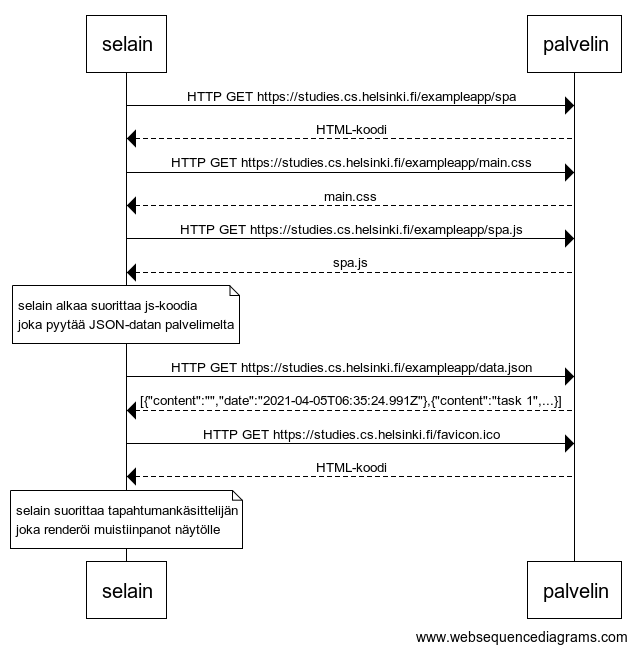 selain palvelin
HTTP GET https://studies.cs.helsinki.fi/exampleapp/spa
HTML-koodi
HTTP GET https://studies.cs.helsinki.fi/exampleapp/main.css
main.css
HTTP GET https://studies.cs.helsinki.fi/exampleapp/spa.js
spa.js
selain alkaa suorittaa js-koodia
joka pyytää JSON-datan palvelimelta
HTTP GET https://studies.cs.helsinki.fi/exampleapp/data.json
[{"content":"","date":"2021-04-05T06:35:24.991Z"},{"content":"task 1",...}]
HTTP GET https://studies.cs.helsinki.fi/favicon.ico
HTML-koodi
selain suorittaa tapahtumankäsittelijän
joka renderöi muistiinpanot näytölle
selain palvelin
www.websequencediagrams.com